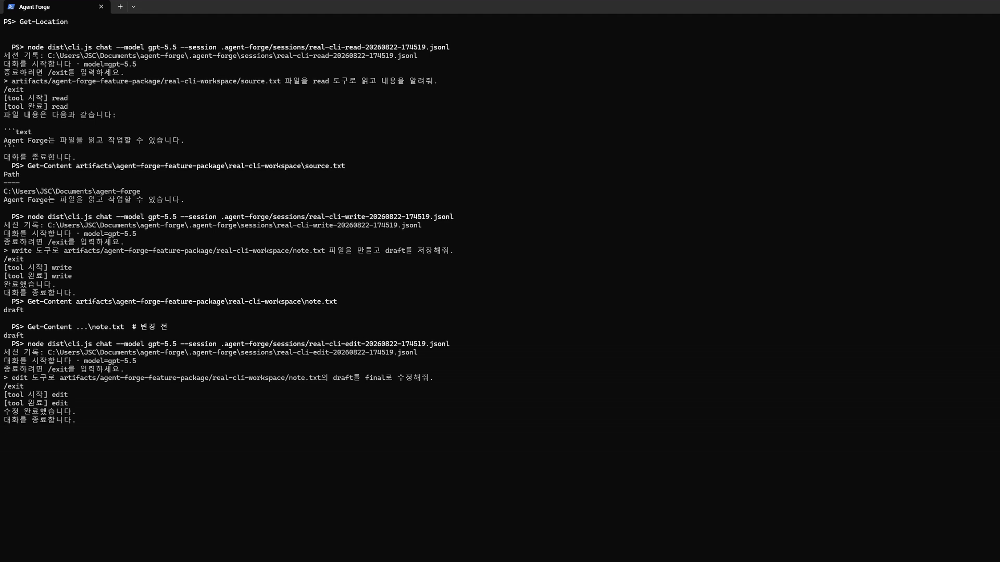 Agent Forge
PS> Get-Location
PS> node dist\cli.js chat --model gpt-5.5 --session .agent-forge/sessions/real-cli-read-20260822-174519.jsonl
세션 기록: C:\Users\JSC\Documents\agent-forge\.agent-forge\sessions\real-cli-read-20260822-174519.jsonl
대화를 시작합니다 · model=gpt-5.5
종료하려면 /exit를 입력하세요.
> artifacts/agent-forge-feature-package/real-cli-workspace/source.txt 파일을 read 도구로 읽고 내용을 알려줘.
/exit
[tool 시작] read
[tool 완료] read
파일 내용은 다음과 같습니다:
```text
Agent Forge는 파일을 읽고 작업할 수 있습니다.
```
대화를 종료합니다.
PS> Get-Content artifacts\agent-forge-feature-package\real-cli-workspace\source.txt
Path
----
C:\Users\JSC\Documents\agent-forge
Agent Forge는 파일을 읽고 작업할 수 있습니다.
PS> node dist\cli.js chat --model gpt-5.5 --session .agent-forge/sessions/real-cli-write-20260822-174519.jsonl
세션 기록: C:\Users\JSC\Documents\agent-forge\.agent-forge\sessions\real-cli-write-20260822-174519.jsonl
대화를 시작합니다 · model=gpt-5.5
종료하려면 /exit를 입력하세요.
> write 도구로 artifacts/agent-forge-feature-package/real-cli-workspace/note.txt 파일을 만들고 draft를 저장해줘.
/exit
[tool 시작] write
[tool 완료] write
완료했습니다.
대화를 종료합니다.
PS> Get-Content artifacts\agent-forge-feature-package\real-cli-workspace\note.txt
draft
PS> Get-Content ...\note.txt  # 변경 전
draft
PS> node dist\cli.js chat --model gpt-5.5 --session .agent-forge/sessions/real-cli-edit-20260822-174519.jsonl
세션 기록: C:\Users\JSC\Documents\agent-forge\.agent-forge\sessions\real-cli-edit-20260822-174519.jsonl
대화를 시작합니다 · model=gpt-5.5
종료하려면 /exit를 입력하세요.
> edit 도구로 artifacts/agent-forge-feature-package/real-cli-workspace/note.txt의 draft를 final로 수정해줘.
/exit
[tool 시작] edit
[tool 완료] edit
수정 완료했습니다.
대화를 종료합니다.